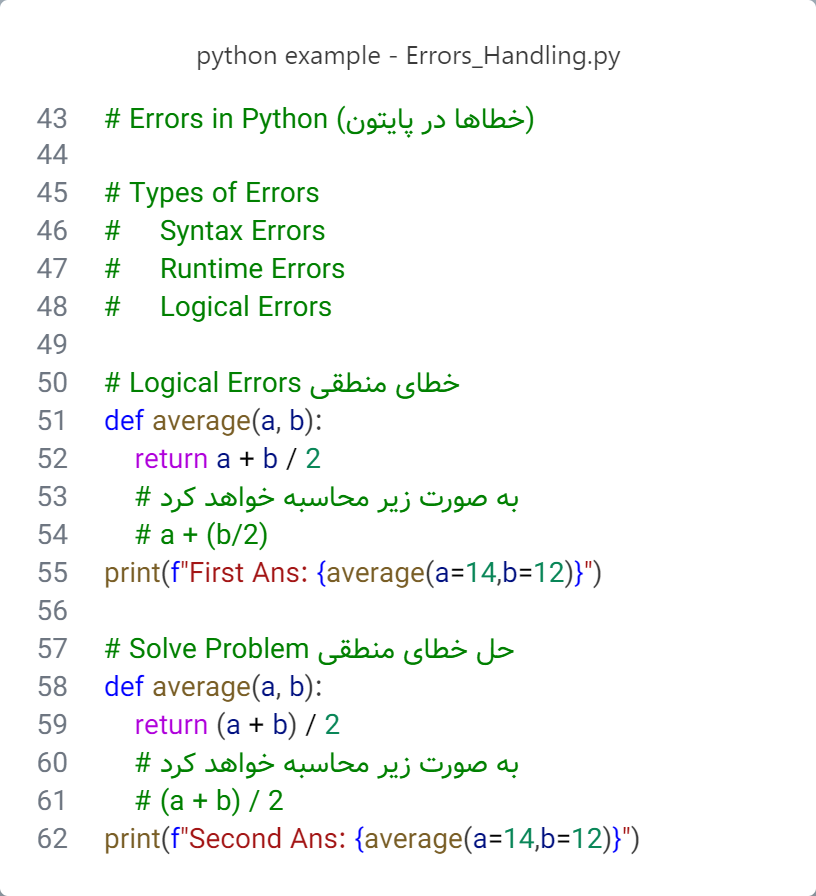 python example - Errors_Handling.py
43 # Errors in Python (خطاها در پایتون)
44
45 # Types of Errors
46 #     Syntax Errors
47 #     Runtime Errors
48 #     Logical Errors
49
50 # Logical Errors خطای منطقی
51 def average(a, b):
52     return a + b / 2
53     # به صورت زیر محاسبه خواهد کرد
54     # a + (b/2)
55 print(f"First Ans: {average(a=14,b=12)}")
56
57 # Solve Problem حل خطای منطقی
58 def average(a, b):
59     return (a + b) / 2
60     # به صورت زیر محاسبه خواهد کرد
61     # (a + b) / 2
62 print(f"Second Ans: {average(a=14,b=12)}")